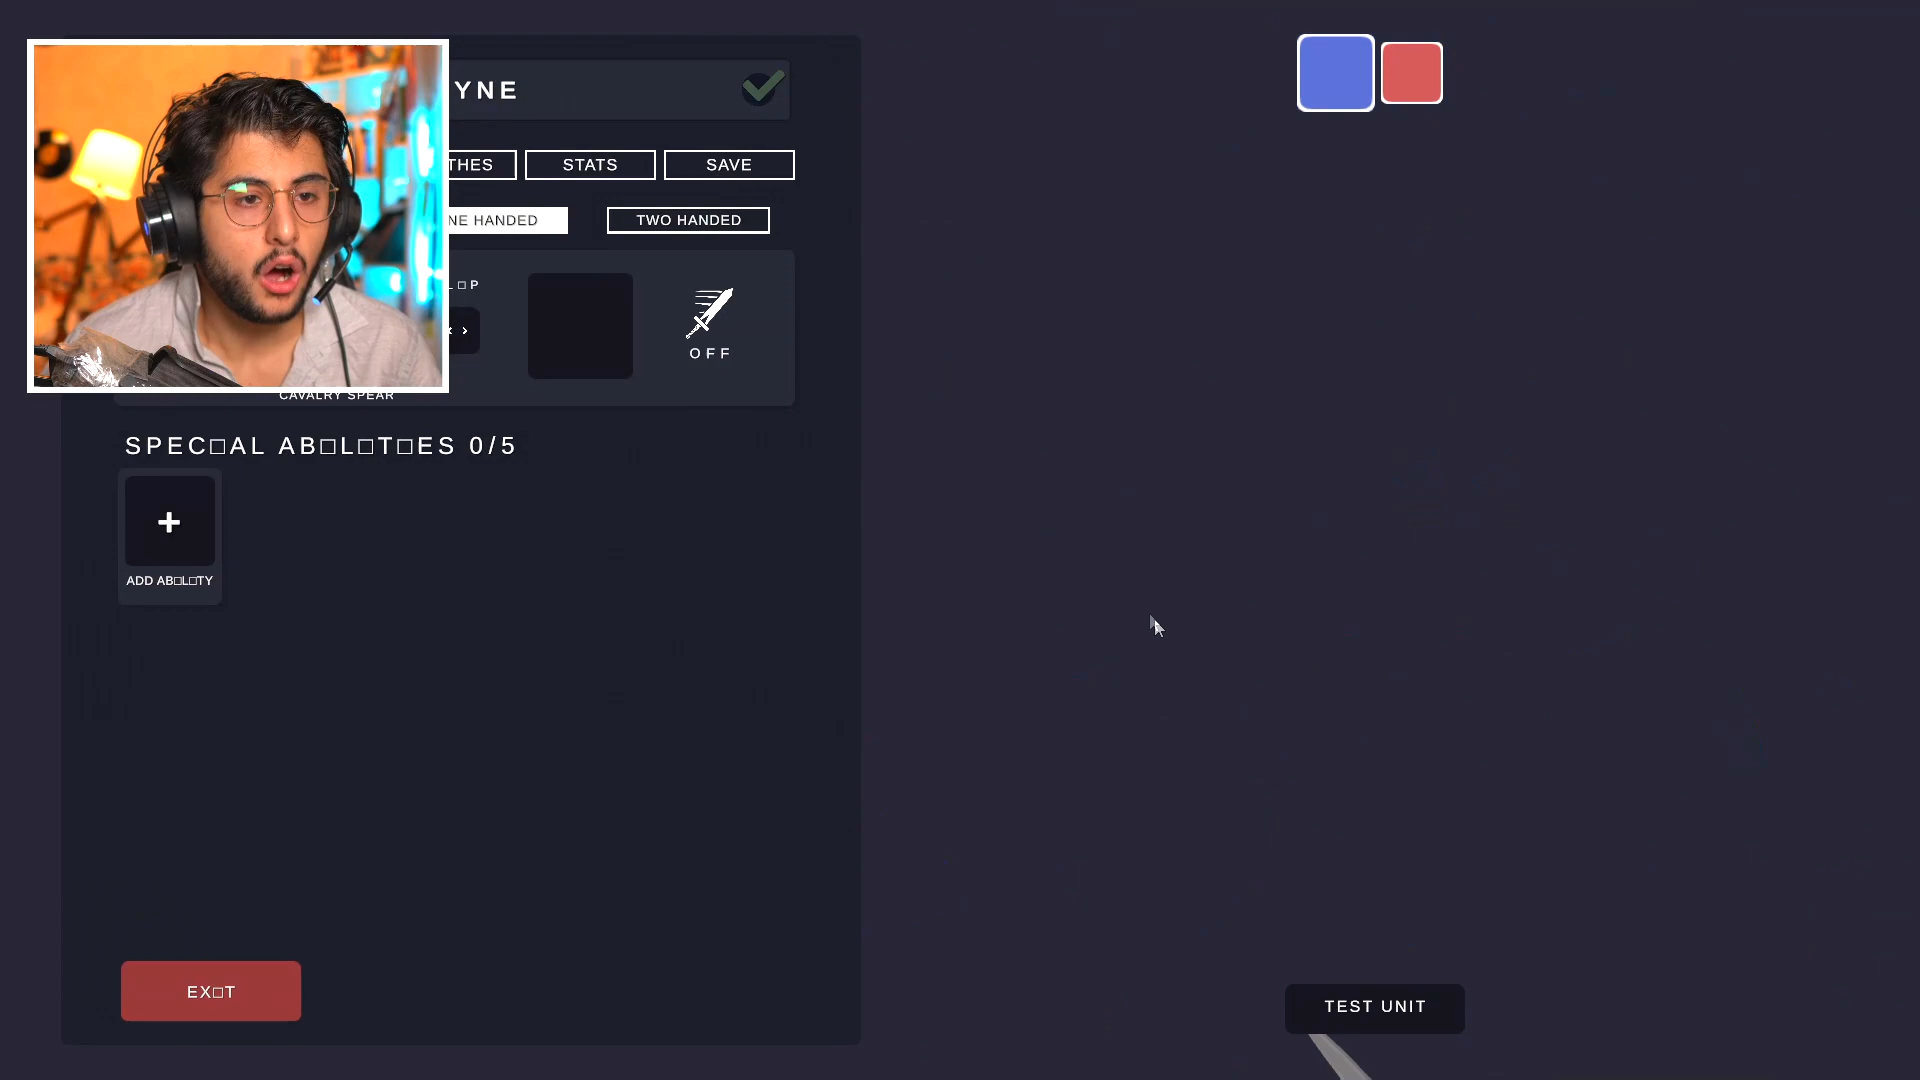 YNE
THES STATS SAVE
NE HANDED TWO HANDED
L□P
OFF
CAVALRY SPEAR
SPEC□AL AB□L□T□ES 0/5
+
ADD AB□L□TY
EX□T
TEST UNIT